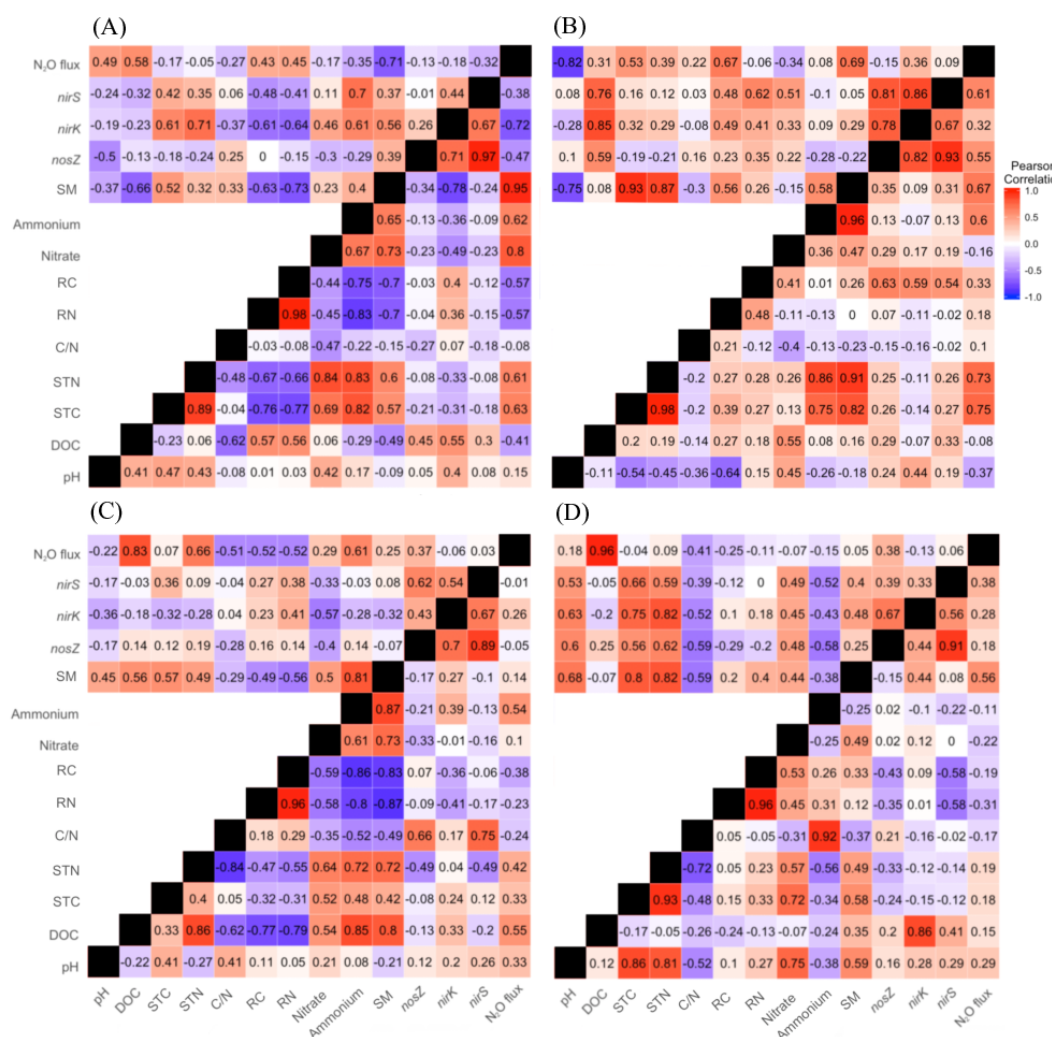 (A) (B)
N₂O flux 0.49 0.58 -0.17 -0.05 -0.27 0.43 0.45 -0.17 -0.35 -0.71 -0.13 -0.18 -0.32 -0.82 0.31 0.53 0.39 0.22 0.67 -0.06 -0.34 0.08 0.69 -0.15 0.36 0.09
nirS -0.24 -0.32 0.42 0.35 0.06 -0.48 -0.41 0.11 0.7 0.37 -0.01 0.44 -0.38 0.08 0.76 0.16 0.12 0.03 0.48 0.62 0.51 -0.1 0.05 0.81 0.86 0.61
nirK -0.19 -0.23 0.61 0.71 -0.37 -0.61 -0.64 0.46 0.61 0.56 0.26 0.67 -0.72 -0.28 0.85 0.32 0.29 -0.08 0.49 0.41 0.33 0.09 0.29 0.78 0.67 0.32
nosZ -0.5 -0.13 -0.18 -0.24 0.25 0 -0.15 -0.3 -0.29 0.39 0.71 0.97 -0.47 0.1 0.59 -0.19 -0.21 0.16 0.23 0.35 0.22 -0.28 -0.22 0.82 0.93 0.55
SM -0.37 -0.66 0.52 0.32 0.33 -0.63 -0.73 0.23 0.4 -0.34 -0.78 -0.24 0.95 -0.75 0.08 0.93 0.87 -0.3 0.56 0.26 -0.15 0.58 0.35 0.09 0.31 0.67
Pearson
Correlatio
1.0
0.5
0.0
-0.5
-1.0
Ammonium 0.65 -0.13 -0.36 -0.09 0.62 0.96 0.13 -0.07 0.13 0.6
Nitrate 0.67 0.73 -0.23 -0.49 -0.23 0.8 0.36 0.47 0.29 0.17 0.19 -0.16
RC -0.44 -0.75 -0.7 -0.03 0.4 -0.12 -0.57 0.41 0.01 0.26 0.63 0.59 0.54 0.33
RN 0.98 -0.45 -0.83 -0.7 -0.04 0.36 -0.15 -0.57 0.48 -0.11 -0.13 0 0.07 -0.11 -0.02 0.18
C/N -0.03 -0.08 -0.47 -0.22 -0.15 -0.27 0.07 -0.18 -0.08 0.21 -0.12 -0.4 -0.13 -0.23 -0.15 -0.16 -0.02 0.1
STN -0.48 -0.67 -0.66 0.84 0.83 0.6 -0.08 -0.33 -0.08 0.61 -0.2 0.27 0.28 0.26 0.86 0.91 0.25 -0.11 0.26 0.73
STC 0.89 -0.04 -0.76 -0.77 0.69 0.82 0.57 -0.21 -0.31 -0.18 0.63 0.98 -0.2 0.39 0.27 0.13 0.75 0.82 0.26 -0.14 0.27 0.75
DOC -0.23 0.06 -0.62 0.57 0.56 0.06 -0.29 -0.49 0.45 0.55 0.3 -0.41 0.2 0.19 -0.14 0.27 0.18 0.55 0.08 0.16 0.29 -0.07 0.33 -0.08
pH 0.41 0.47 0.43 -0.08 0.01 0.03 0.42 0.17 -0.09 0.05 0.4 0.08 0.15 -0.11 -0.54 -0.45 -0.36 -0.64 0.15 0.45 -0.26 -0.18 0.24 0.44 0.19 -0.37
(C) (D)
N₂O flux -0.22 0.83 0.07 0.66 -0.51 -0.52 -0.52 0.29 0.61 0.25 0.37 -0.06 0.03 0.18 0.96 -0.04 0.09 -0.41 -0.25 -0.11 -0.07 -0.15 0.05 0.38 -0.13 0.06
nirS -0.17 -0.03 0.36 0.09 -0.04 0.27 0.38 -0.33 -0.03 0.08 0.62 0.54 -0.01 0.53 -0.05 0.66 0.59 -0.39 -0.12 0 0.49 -0.52 0.4 0.39 0.33 0.38
nirK -0.36 -0.18 -0.32 -0.28 0.04 0.23 0.41 -0.57 -0.28 -0.32 0.43 0.67 0.26 0.63 -0.2 0.75 0.82 -0.52 0.1 0.18 0.45 -0.43 0.48 0.67 0.56 0.28
nosZ -0.17 0.14 0.12 0.19 -0.28 0.16 0.14 -0.4 0.14 -0.07 0.7 0.89 -0.05 0.6 0.25 0.56 0.62 -0.59 -0.29 -0.2 0.48 -0.58 0.25 0.44 0.91 0.18
SM 0.45 0.56 0.57 0.49 -0.29 -0.49 -0.56 0.5 0.81 -0.17 0.27 -0.1 0.14 0.68 -0.07 0.8 0.82 -0.59 0.2 0.4 0.44 -0.38 -0.15 0.44 0.08 0.56
Ammonium 0.87 -0.21 0.39 -0.13 0.54 -0.25 0.02 -0.1 -0.22 -0.11
Nitrate 0.61 0.73 -0.33 -0.01 -0.16 0.1 -0.25 0.49 0.02 0.12 0 -0.22
RC -0.59 -0.86 -0.83 0.07 -0.36 -0.06 -0.38 0.53 0.26 0.33 -0.43 0.09 -0.58 -0.19
RN 0.96 -0.58 -0.8 -0.87 -0.09 -0.41 -0.17 -0.23 0.96 0.45 0.31 0.12 -0.35 0.01 -0.58 -0.31
C/N 0.18 0.29 -0.35 -0.52 -0.49 0.66 0.17 0.75 -0.24 0.05 -0.05 -0.31 0.92 -0.37 0.21 -0.16 -0.02 -0.17
STN -0.84 -0.47 -0.55 0.64 0.72 0.72 -0.49 0.04 -0.49 0.42 -0.72 0.05 0.23 0.57 -0.56 0.49 -0.33 -0.12 -0.14 0.19
STC 0.4 0.05 -0.32 -0.31 0.52 0.48 0.42 -0.08 0.24 0.12 0.33 0.93 -0.48 0.15 0.33 0.72 -0.34 0.58 -0.24 -0.15 -0.12 0.18
DOC 0.33 0.86 -0.62 -0.77 -0.79 0.54 0.85 0.8 -0.13 0.33 -0.2 0.55 -0.17 -0.05 -0.26 -0.24 -0.13 -0.07 -0.24 0.35 0.2 0.86 0.41 0.15
pH -0.22 0.41 -0.27 0.41 0.11 0.05 0.21 0.08 -0.21 0.12 0.2 0.26 0.33 0.12 0.86 0.81 -0.52 0.1 0.27 0.75 -0.38 0.59 0.16 0.28 0.29 0.29
pH DOC STC STN C/N RC RN Nitrate Ammonium SM nosZ nirK nirS N₂O flux pH DOC STC STN C/N RC RN Nitrate Ammonium SM nosZ nirK nirS N₂O flux